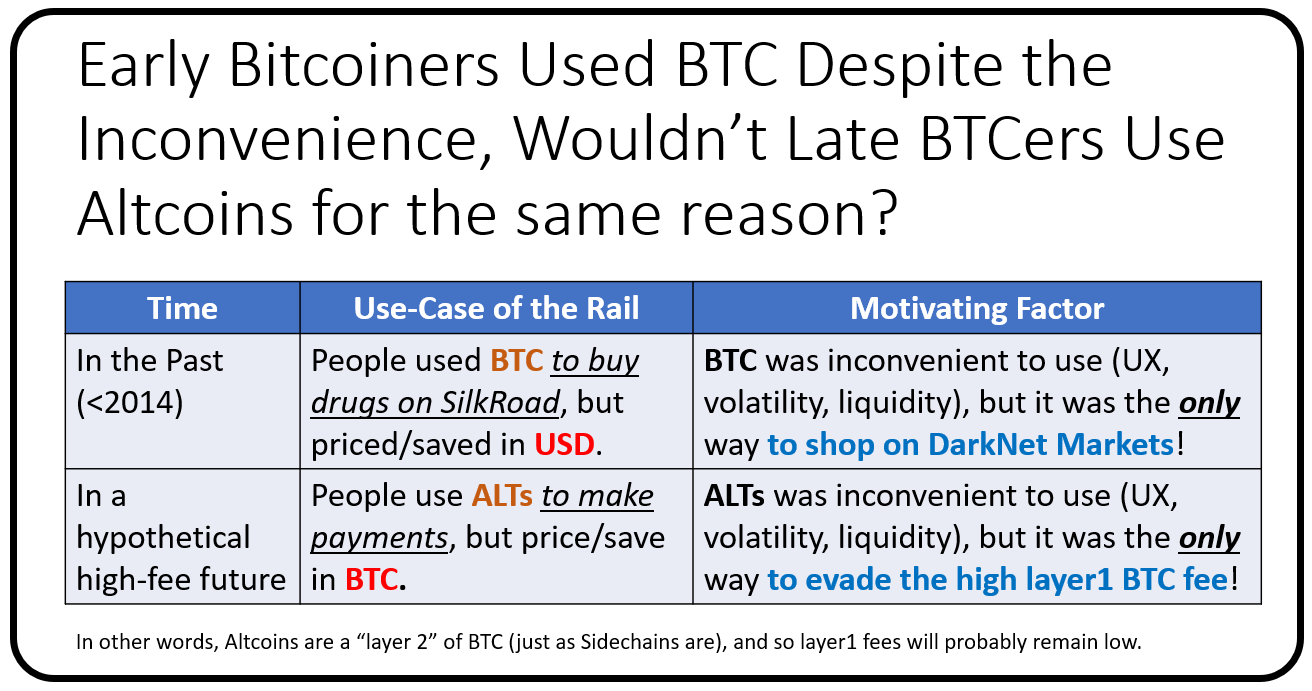 Early Bitcoiners Used BTC Despite the
Inconvenience, Wouldn’t Late BTCers Use
Altcoins for the same reason?
Time
Use-Case of the Rail
Motivating Factor
In the Past
(<2014)
People used BTC to buy
drugs on SilkRoad, but
priced/saved in USD.
BTC was inconvenient to use (UX,
volatility, liquidity), but it was the only
way to shop on DarkNet Markets!
In a
hypothetical
high-fee future
People use ALTs to make
payments, but price/save
in BTC.
ALTs was inconvenient to use (UX,
volatility, liquidity), but it was the only
way to evade the high layer1 BTC fee!
In other words, Altcoins are a “layer 2” of BTC (just as Sidechains are), and so layer1 fees will probably remain low.